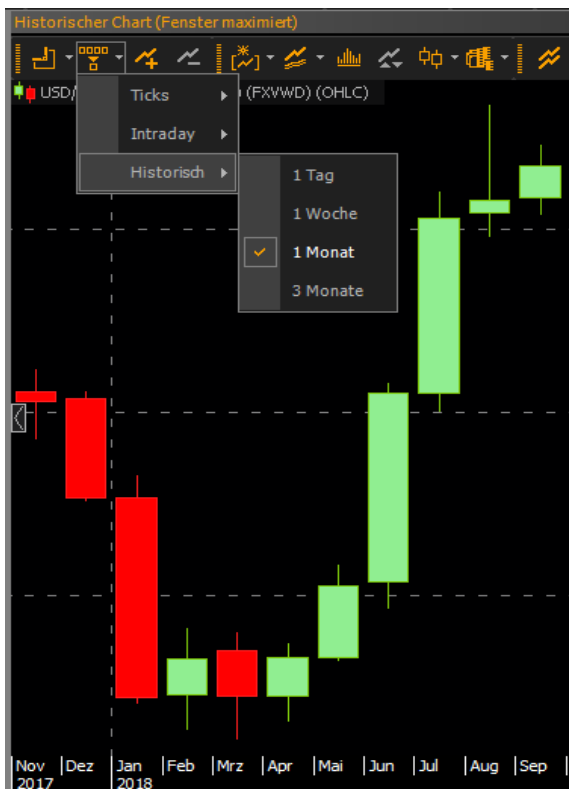 Historischer Chart (Fenster maximiert)
USD/ (FXVWD) (OHLC)
Ticks
Intraday
Historisch
1 Tag
1 Woche
1 Monat
3 Monate
Nov Dez Jan Feb Mrz Apr Mai Jun Jul Aug Sep
2017 2018